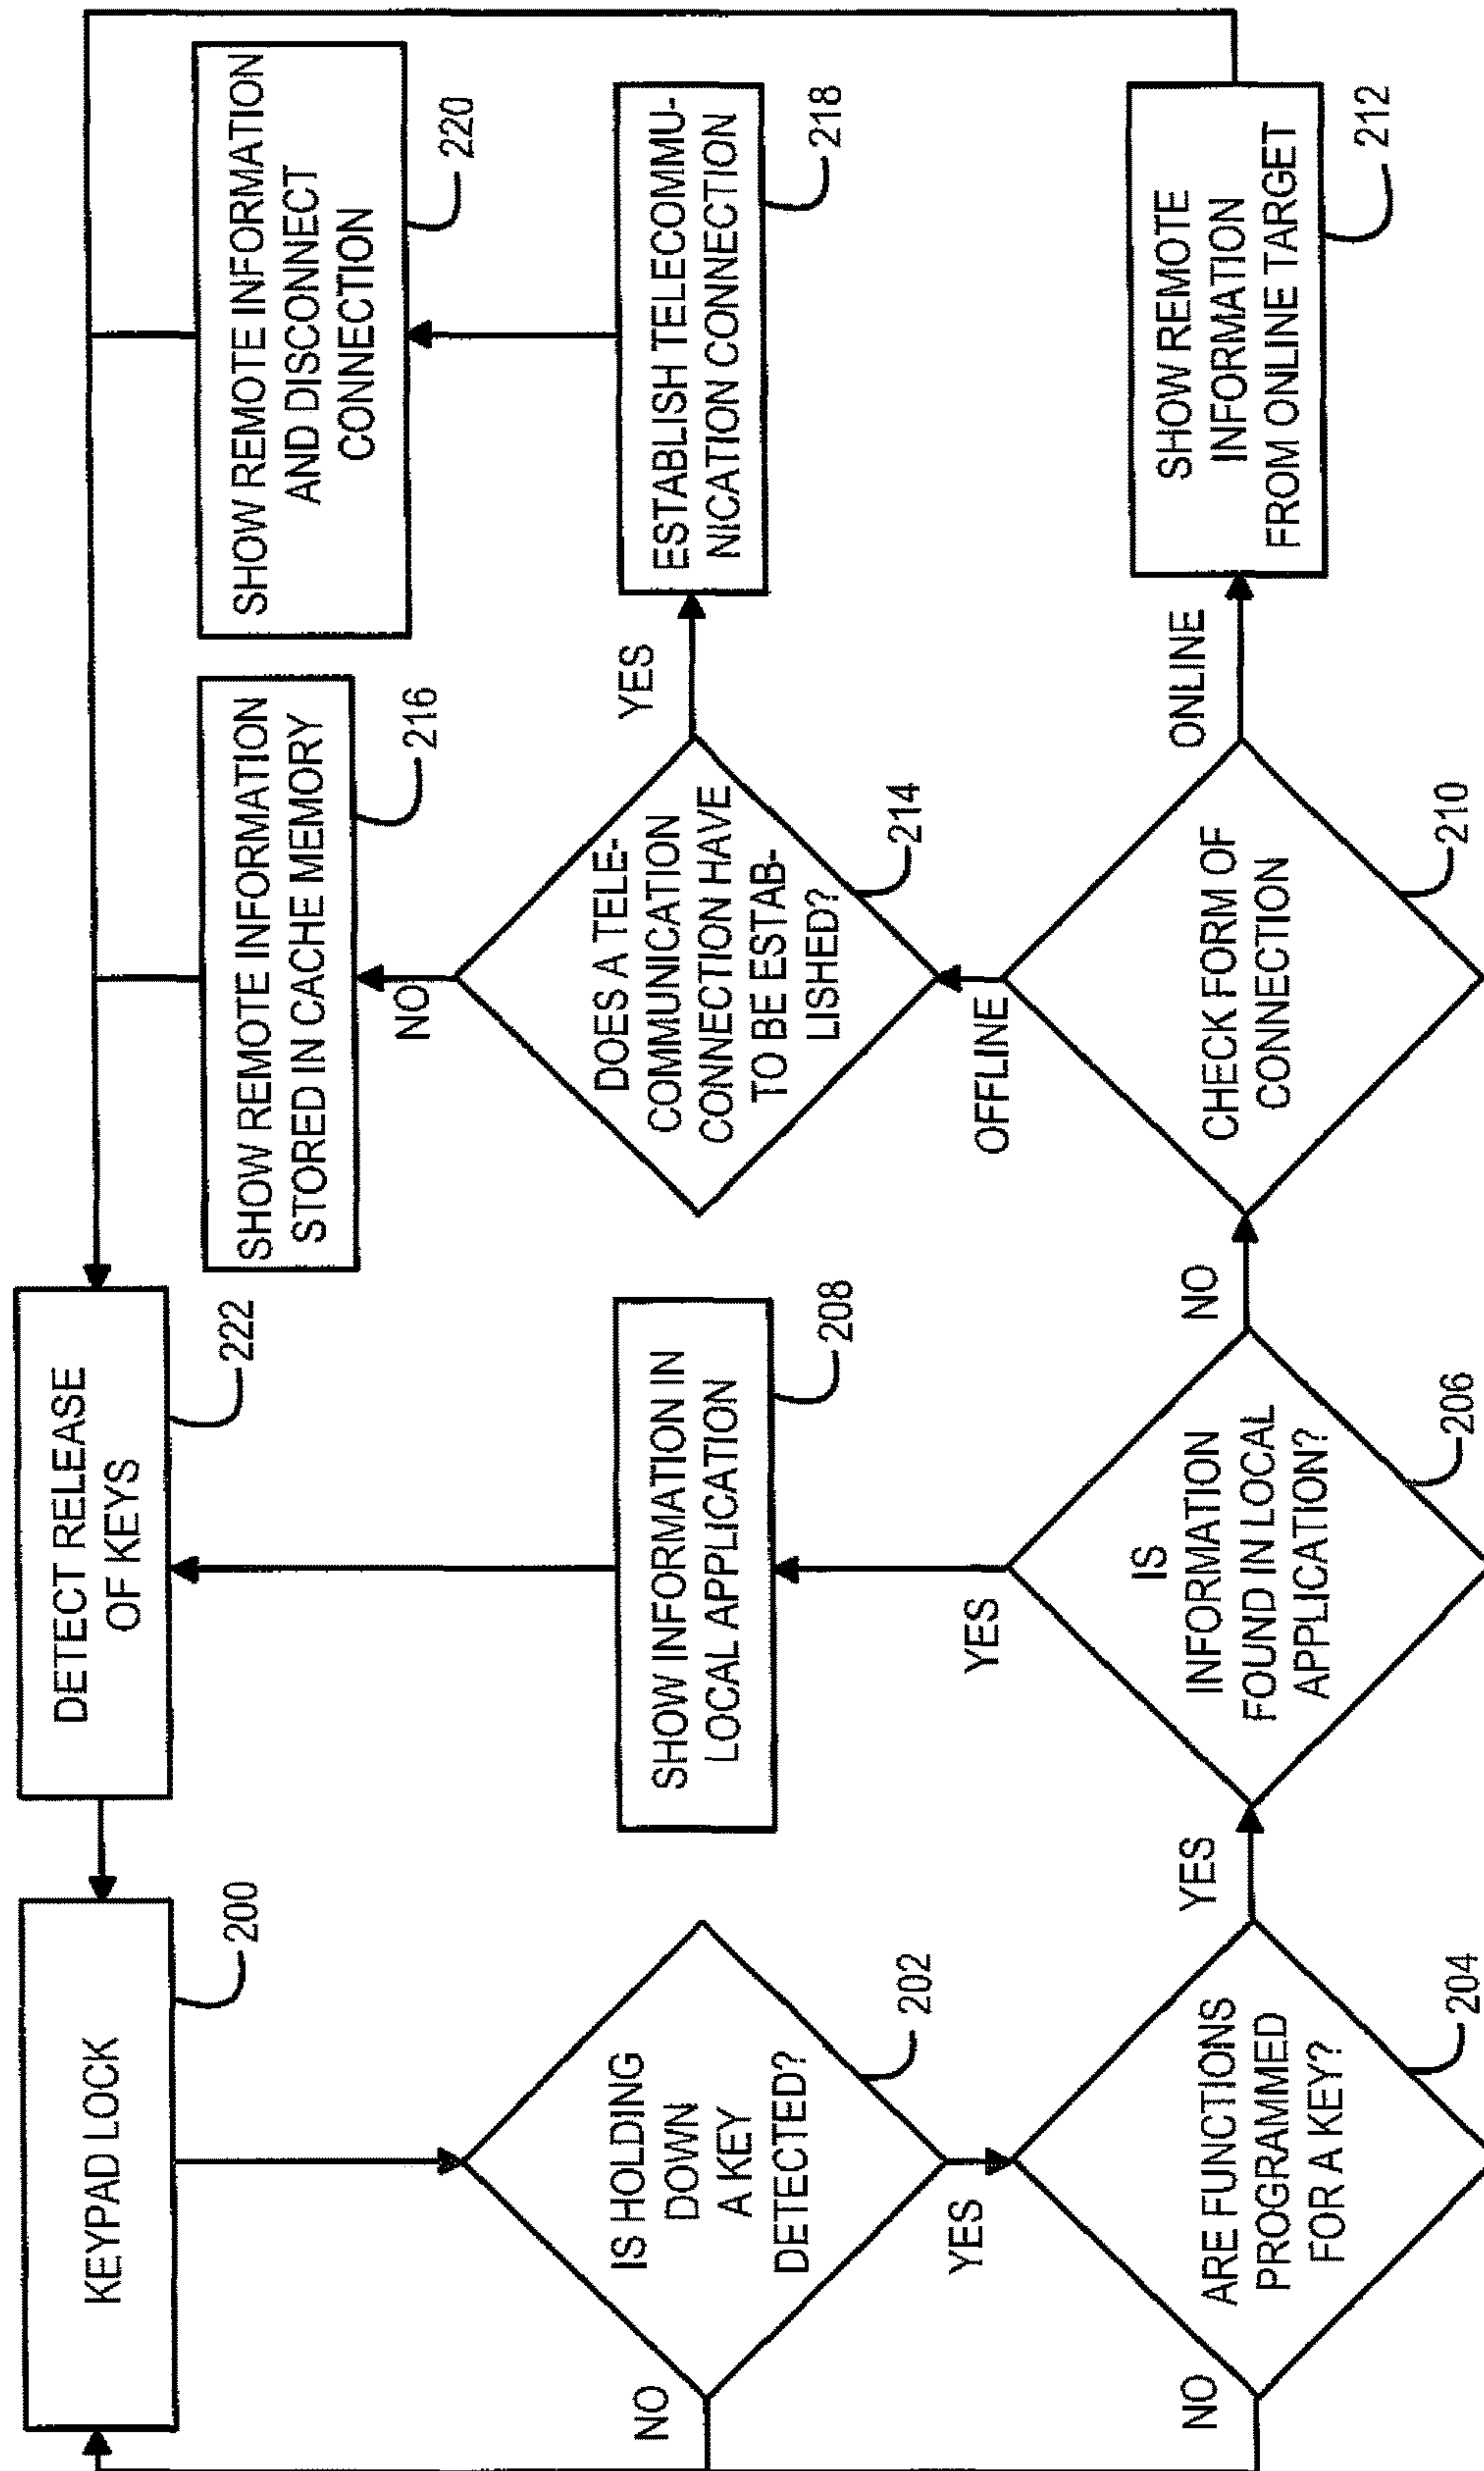 KEYPAD LOCK
200
IS HOLDING
DOWN
A KEY
DETECTED?
202
NO
YES
ARE FUNCTIONS
PROGRAMMED
FOR A KEY?
204
NO
YES
IS
INFORMATION
FOUND IN LOCAL
APPLICATION?
206
YES
NO
SHOW INFORMATION IN
LOCAL APPLICATION
208
DETECT RELEASE
OF KEYS
222
CHECK FORM OF
CONNECTION
210
OFFLINE
ONLINE
SHOW REMOTE
INFORMATION
FROM ONLINE TARGET
212
DOES A TELE-
COMMUNICATION
CONNECTION HAVE
TO BE ESTAB-
LISHED?
214
NO
YES
SHOW REMOTE INFORMATION
STORED IN CACHE MEMORY
216
ESTABLISH TELECOMMU-
NICATION CONNECTION
218
SHOW REMOTE INFORMATION
AND DISCONNECT
CONNECTION
220